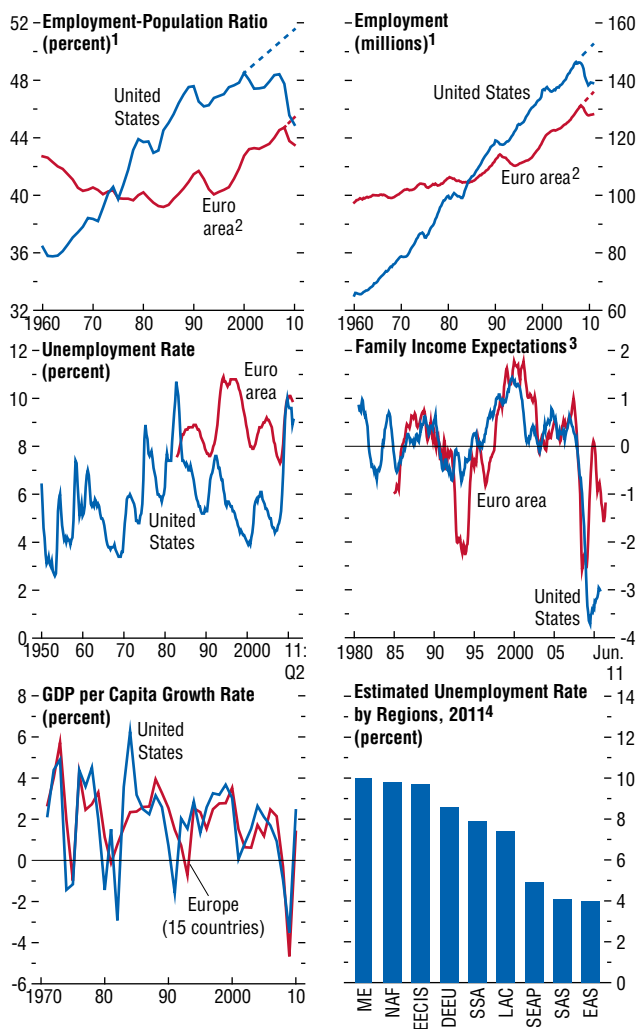 Employment-Population Ratio
(percent)1
52
48
44
40
36
32
United
States
Euro
area2
1960
70
80
90
2000
10
Employment
(millions)1
160
140
120
100
80
60
United States
Euro area2
1960
70
80
90
2000
10
Unemployment Rate
(percent)
12
10
8
6
4
2
0
Euro
area
United
States
1950
60
70
80
90
2000
11:
Q2
Family Income Expectations3
2
1
0
-1
-2
-3
-4
Euro area
United
States
1980
85
90
95
2000
05
Jun.
11
GDP per Capita Growth Rate
(percent)
8
6
4
2
0
-2
-4
-6
United
States
Europe
(15 countries)
1970
80
90
2000
10
Estimated Unemployment Rate
by Regions, 20114
(percent)
12
10
8
6
4
2
0
ME
NAF
EECIS
DEEU
SSA
LAC
SEAP
SAS
EAS